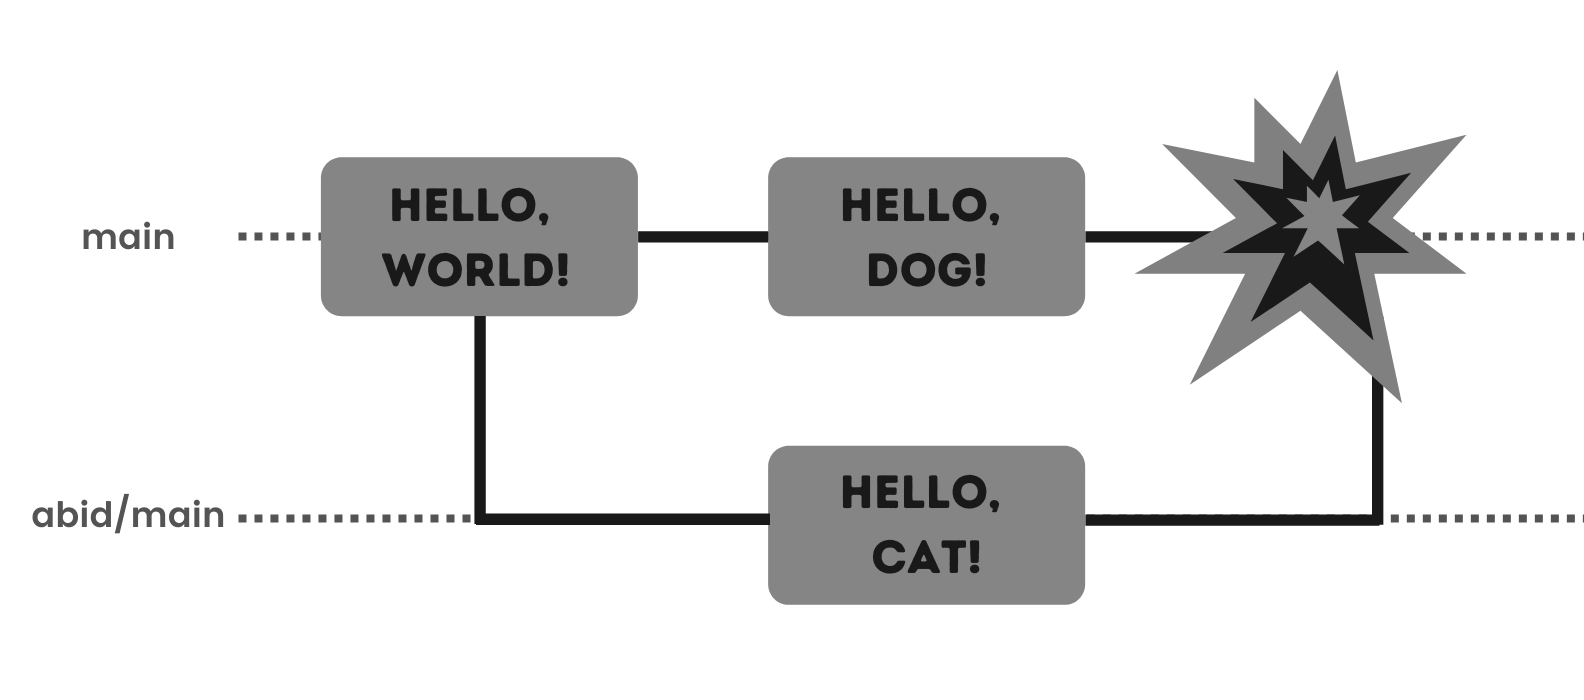 main
HELLO,
WORLD!
HELLO,
DOG!
abid/main
HELLO,
CAT!